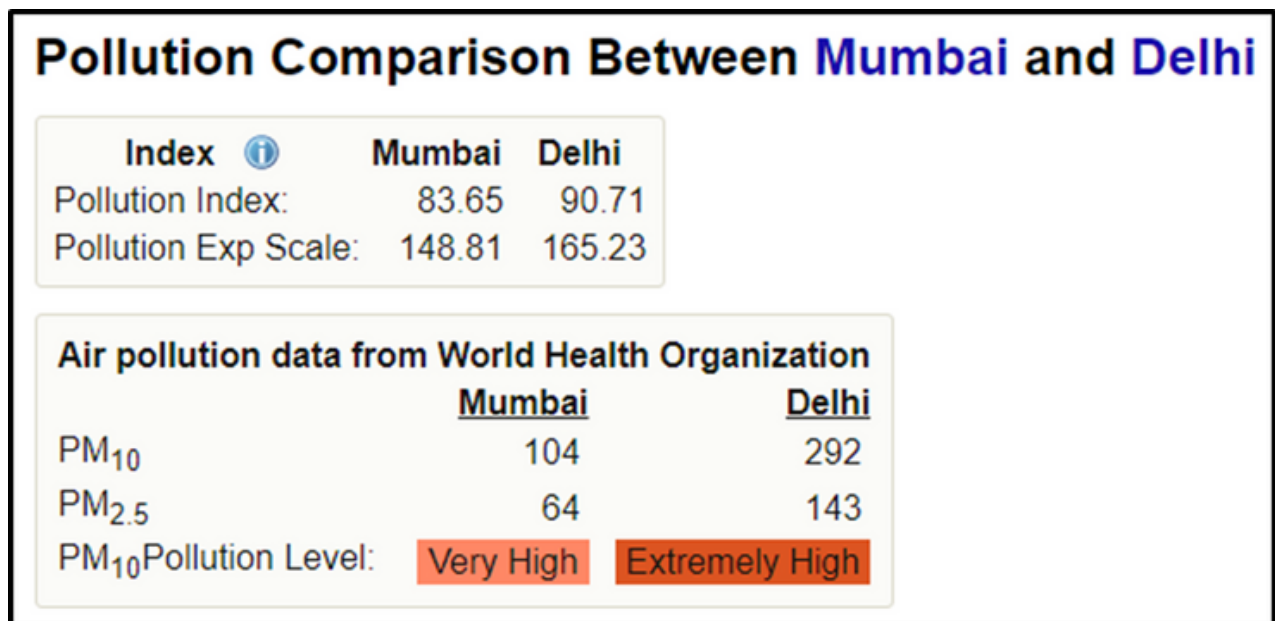 Pollution Comparison Between Mumbai and Delhi
Index Mumbai Delhi
Pollution Index: 83.65 90.71
Pollution Exp Scale: 148.81 165.23
Air pollution data from World Health Organization
Mumbai Delhi
PM10 104 292
PM2.5 64 143
PM10Pollution Level: Very High Extremely High